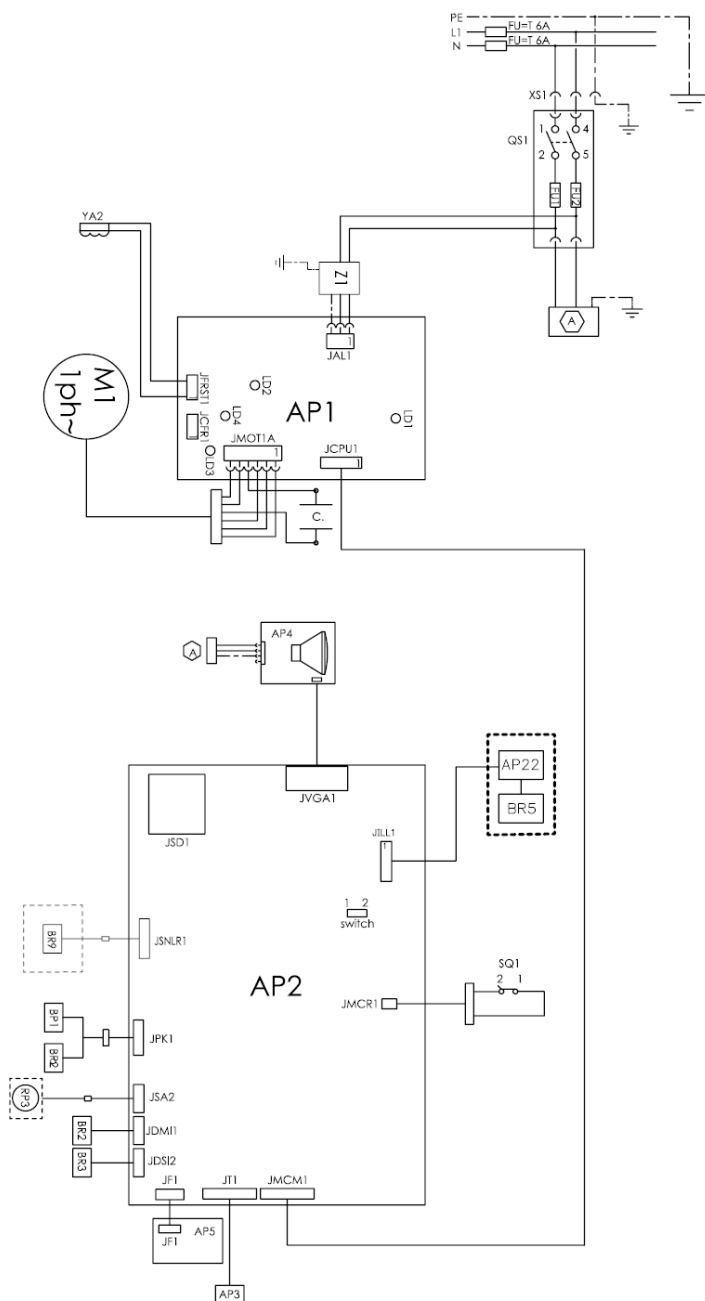 PE
L1
FU=T 6A
N
FU=T 6A
XS1
QS1
1
4
2
5
FU1
FU2
A
YA2
Z1
1
JAL1
M1
1ph~
JFRST1
JCFR1
LD2
LD4
LD3
AP1
LD1
JMOT1A
1
JCPU1
1
C.
AP4
A
JVGA1
AP22
BR5
JSD1
JILL1
1
1 2
switch
BR9
JSNLR1
AP2
SQ1
2 1
JMCR1
BP1
BR2
JPK1
RP3
JSA2
BR2
JDMI1
BR3
JDSI2
JF1
JT1
JMCM1
JF1
AP5
AP3